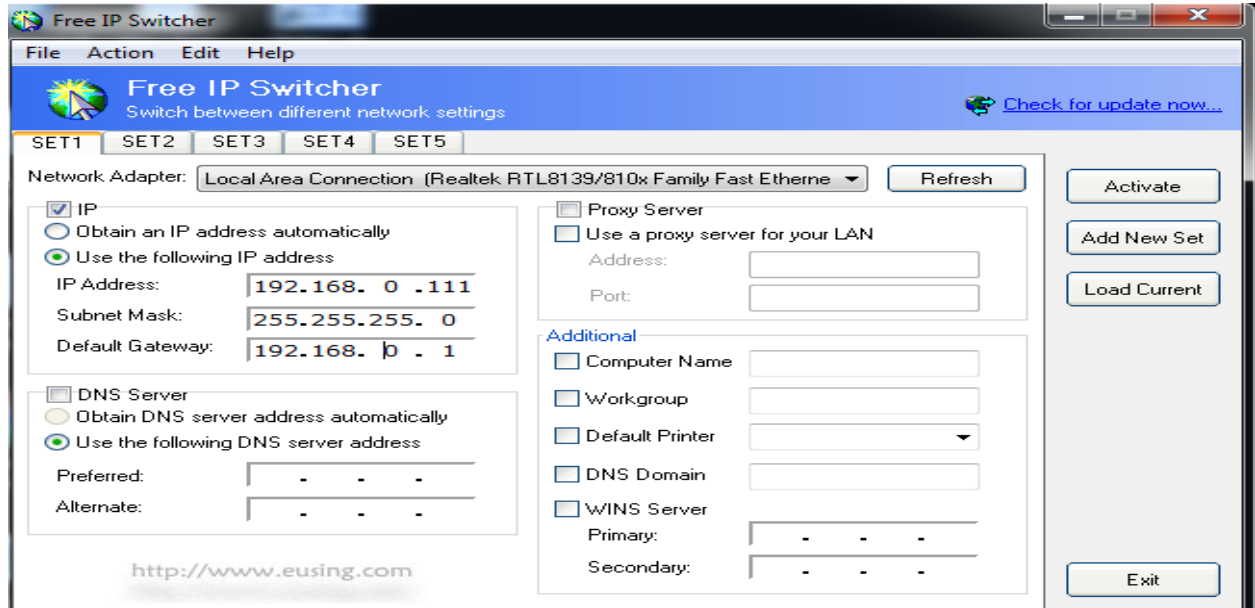 Free IP Switcher
File Action Edit Help
Free IP Switcher
Switch between different network settings
Check for update now...
SET1 SET2 SET3 SET4 SET5
Network Adapter: Local Area Connection (Realtek RTL8139/810x Family Fast Etherne
Refresh
IP
Obtain an IP address automatically
Use the following IP address
IP Address: 192.168. 0 .111
Subnet Mask: 255.255.255. 0
Default Gateway: 192.168. 0 . 1
DNS Server
Obtain DNS server address automatically
Use the following DNS server address
Preferred: . . .
Alternate: . . .
http://www.eusing.com
Proxy Server
Use a proxy server for your LAN
Address:
Port:
Additional
Computer Name
Workgroup
Default Printer
DNS Domain
WINS Server
Primary: . . .
Secondary: . . .
Activate
Add New Set
Load Current
Exit